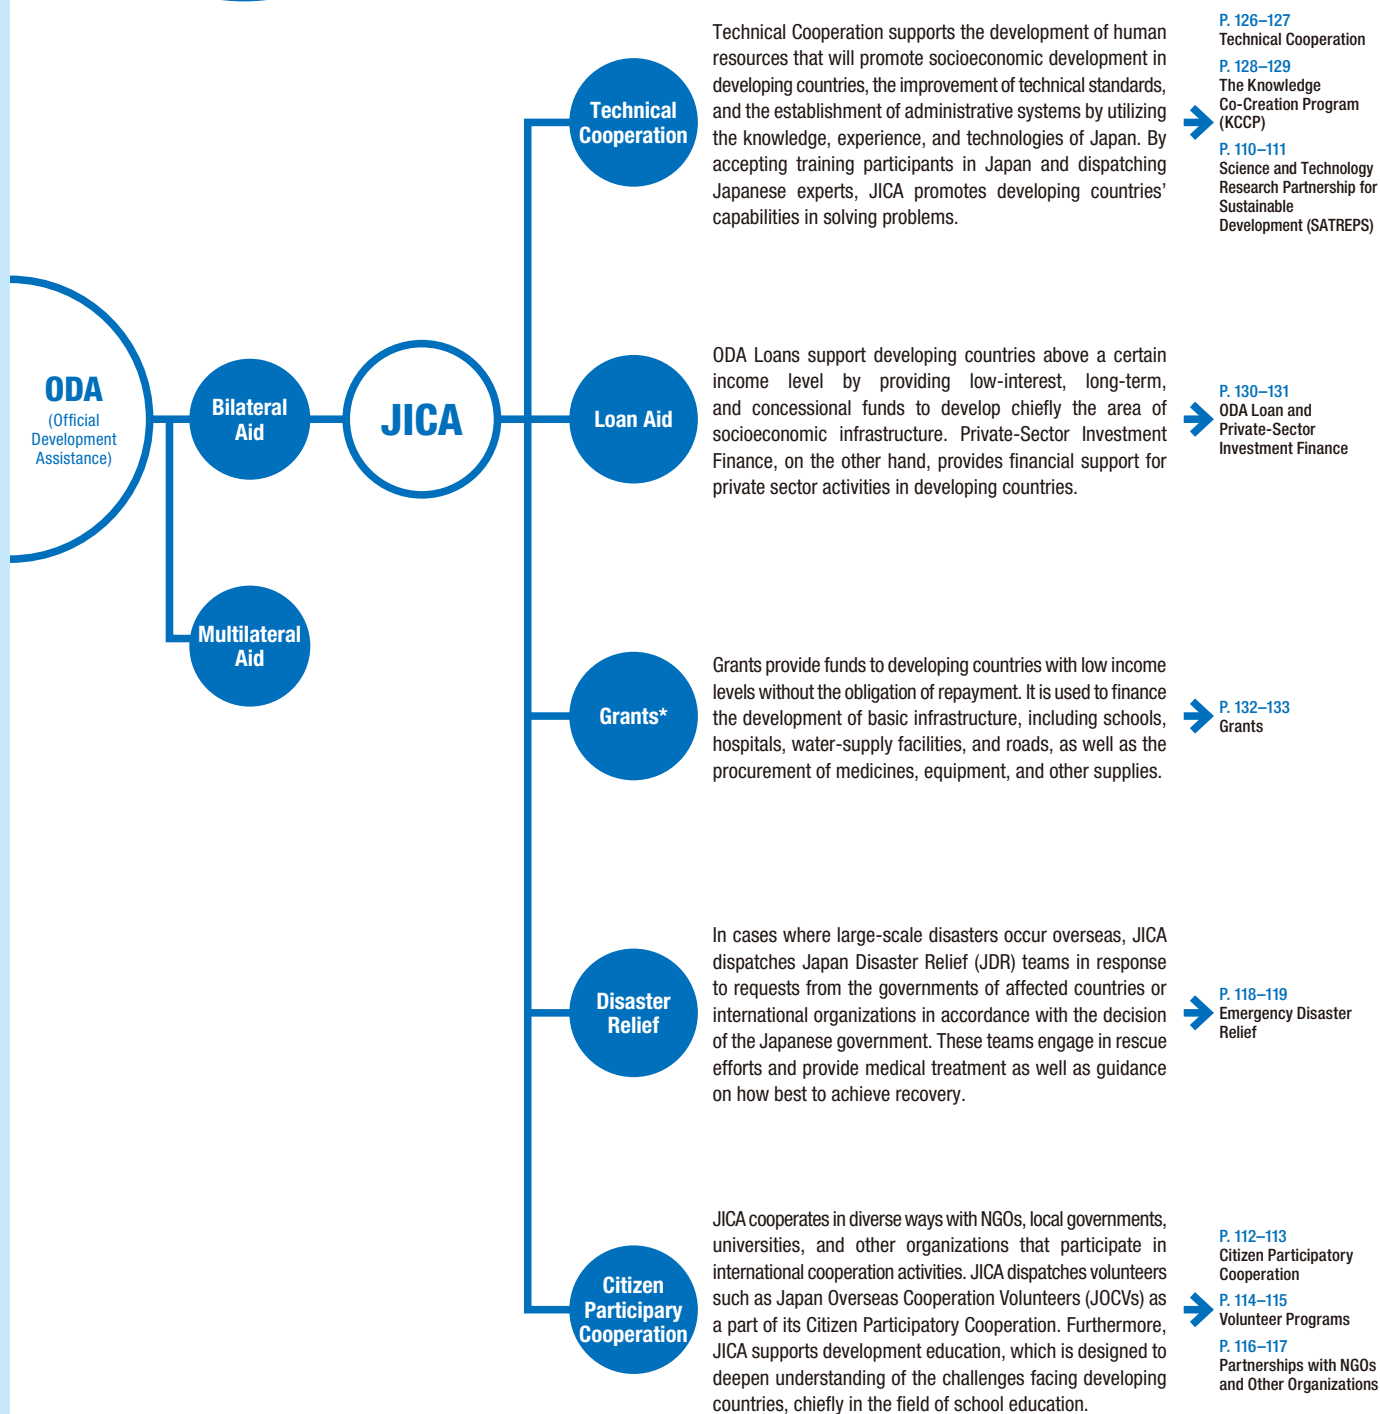 ODA
(Official
Development
Assistance)
Bilateral
Aid
Multilateral
Aid
JICA
Technical
Cooperation
Technical Cooperation supports the development of human
resources that will promote socioeconomic development in
developing countries, the improvement of technical standards,
and the establishment of administrative systems by utilizing
the knowledge, experience, and technologies of Japan. By
accepting training participants in Japan and dispatching
Japanese experts, JICA promotes developing countries'
capabilities in solving problems.
P. 126–127
Technical Cooperation
P. 128–129
The Knowledge
Co-Creation Program
(KCCP)
P. 110–111
Science and Technology
Research Partnership for
Sustainable
Development (SATREPS)
Loan Aid
ODA Loans support developing countries above a certain
income level by providing low-interest, long-term,
and concessional funds to develop chiefly the area of
socioeconomic infrastructure. Private-Sector Investment
Finance, on the other hand, provides financial support for
private sector activities in developing countries.
P. 130–131
ODA Loan and
Private-Sector
Investment Finance
Grants*
Grants provide funds to developing countries with low income
levels without the obligation of repayment. It is used to finance
the development of basic infrastructure, including schools,
hospitals, water-supply facilities, and roads, as well as the
procurement of medicines, equipment, and other supplies.
P. 132–133
Grants
Disaster
Relief
In cases where large-scale disasters occur overseas, JICA
dispatches Japan Disaster Relief (JDR) teams in response
to requests from the governments of affected countries or
international organizations in accordance with the decision
of the Japanese government. These teams engage in rescue
efforts and provide medical treatment as well as guidance
on how best to achieve recovery.
P. 118–119
Emergency Disaster
Relief
Citizen
Participary
Cooperation
JICA cooperates in diverse ways with NGOs, local governments,
universities, and other organizations that participate in
international cooperation activities. JICA dispatches volunteers
such as Japan Overseas Cooperation Volunteers (JOCVs) as
a part of its Citizen Participatory Cooperation. Furthermore,
JICA supports development education, which is designed to
deepen understanding of the challenges facing developing
countries, chiefly in the field of school education.
P. 112–113
Citizen Participatory
Cooperation
P. 114–115
Volunteer Programs
P. 116–117
Partnerships with NGOs
and Other Organizations